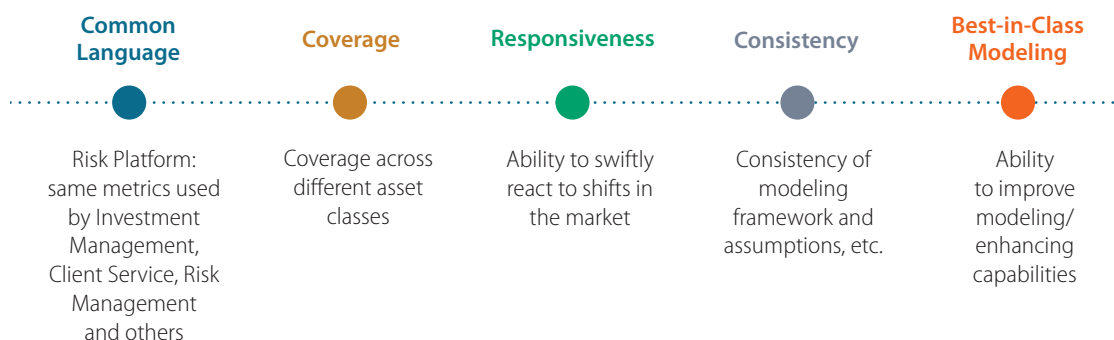 Common
Language
Coverage
Responsiveness
Consistency
Best-in-Class
Modeling
Risk Platform:
same metrics used
by Investment
Management,
Client Service, Risk
Management
and others
Coverage across
different asset
classes
Ability to swiftly
react to shifts in
the market
Consistency of
modeling
framework and
assumptions, etc.
Ability
to improve
modeling/
enhancing
capabilities